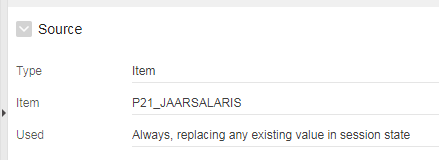 Source
Type Item
Item P21_JAARSALARIS
Used Always, replacing any existing value in session state